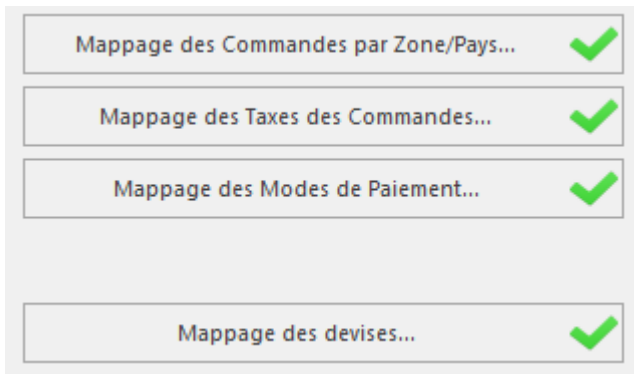 Mappage des Commandes par Zone/Pays...
Mappage des Taxes des Commandes...
Mappage des Modes de Paiement...
Mappage des devises...